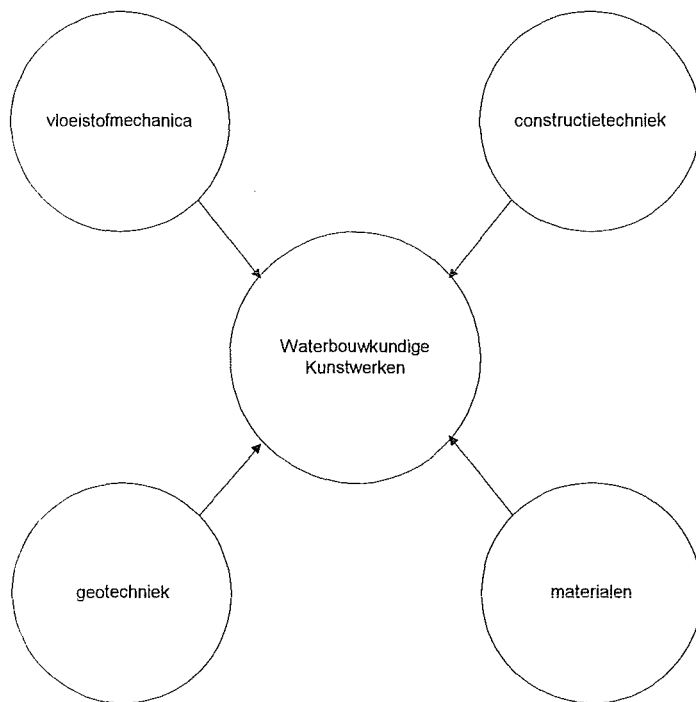 vloeistofmechanica
constructietechniek
Waterbouwkundige
Kunstwerken
geotechniek
materialen